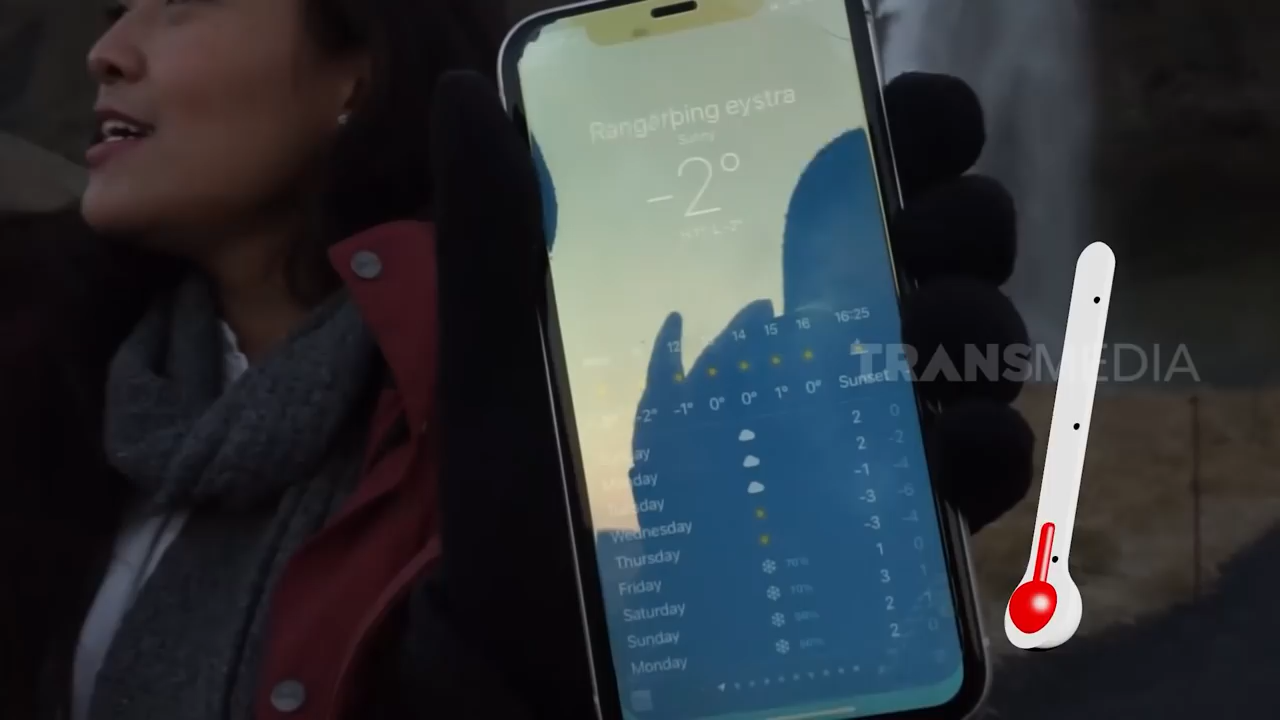 Rangárþing eystra
Sunny
-2°
12 14 15 16 16:25
-2° -1° 0° 0° 1° 0° Sunset
2 0
2 -2
-1 -4
Wednesday -3 -6
Thursday -3 -4
Friday 1 0
Saturday 3
Sunday 2 -1
Monday 2 0
TRANSMEDIA